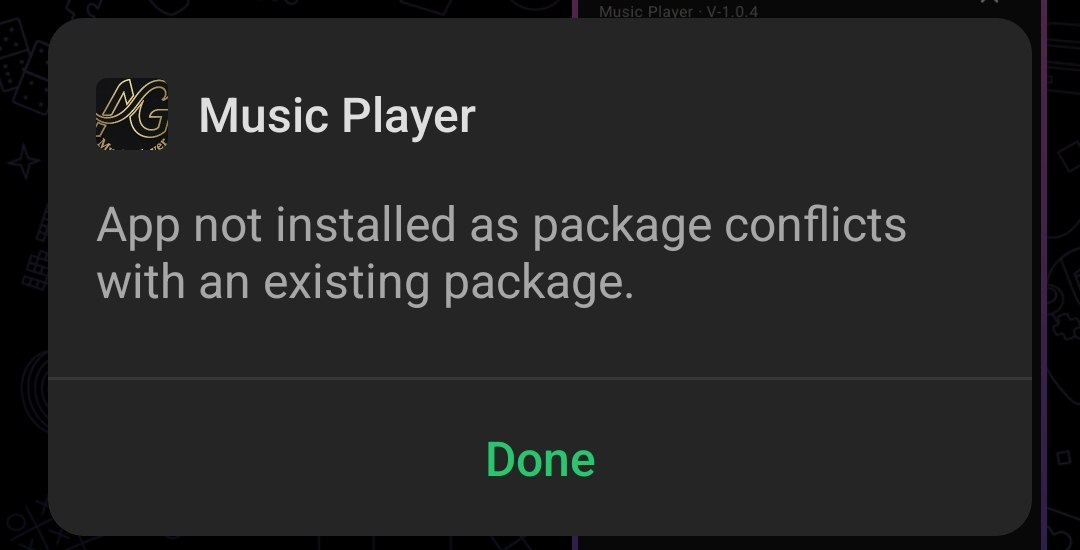 Music Player · V-1.0.4
Music Player
App not installed as package conflicts
with an existing package.
Done